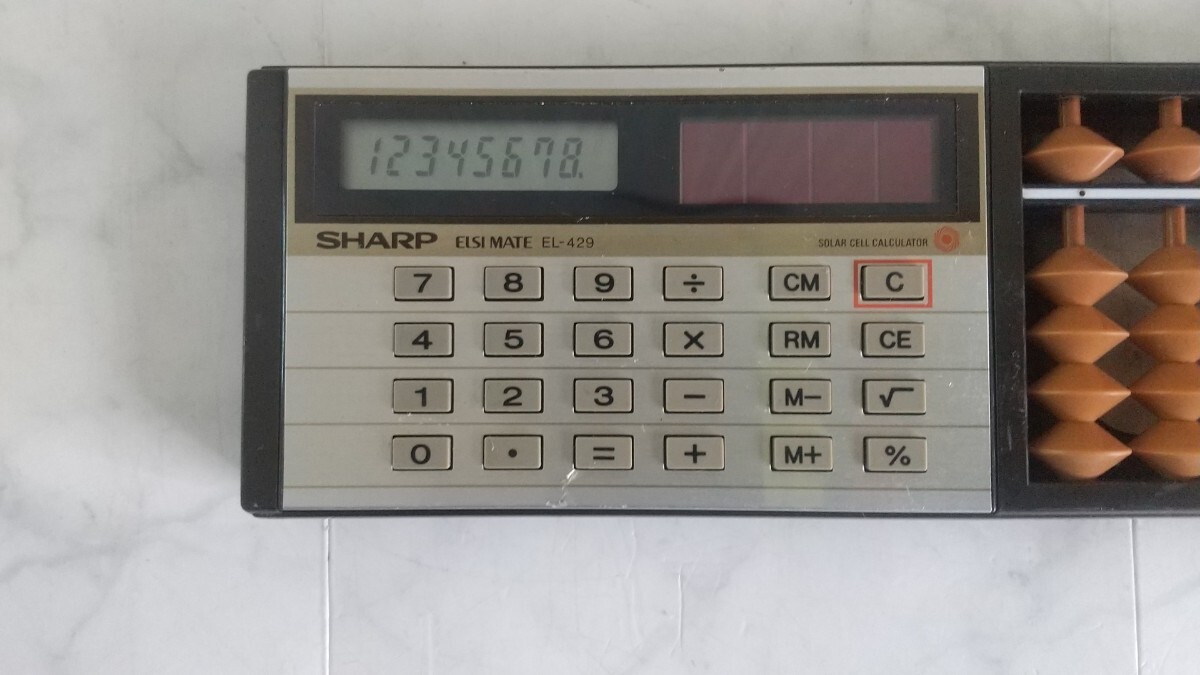 12345678.
SHARP ELSI MATE EL-429 SOLAR CELL CALCULATOR
7 8 9 ÷ CM C
4 5 6 × RM CE
1 2 3 − M− √
0 . = + M+ %